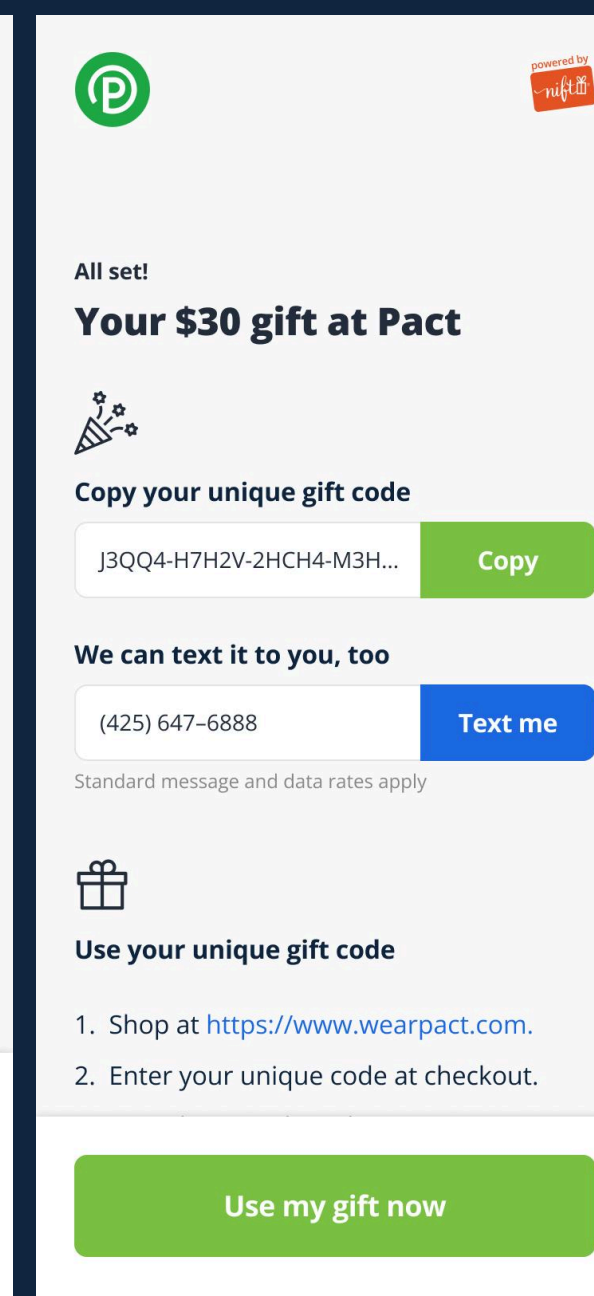 P
powered by
nift
All set!
Your $30 gift at Pact
Copy your unique gift code
J3QQ4-H7H2V-2HCH4-M3H...
Copy
We can text it to you, too
(425) 647–6888
Text me
Standard message and data rates apply
Use your unique gift code
1. Shop at https://www.wearpact.com.
2. Enter your unique code at checkout.
Use my gift now